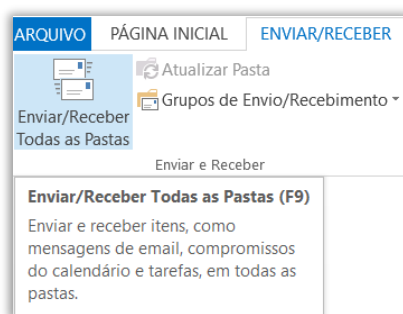 ARQUIVO PÁGINA INICIAL ENVIAR/RECEBER
Enviar/Receber
Todas as Pastas
Atualizar Pasta
Grupos de Envio/Recebimento
Enviar e Receber
Enviar/Receber Todas as Pastas (F9)
Enviar e receber itens, como
mensagens de email, compromissos
do calendário e tarefas, em todas as
pastas.